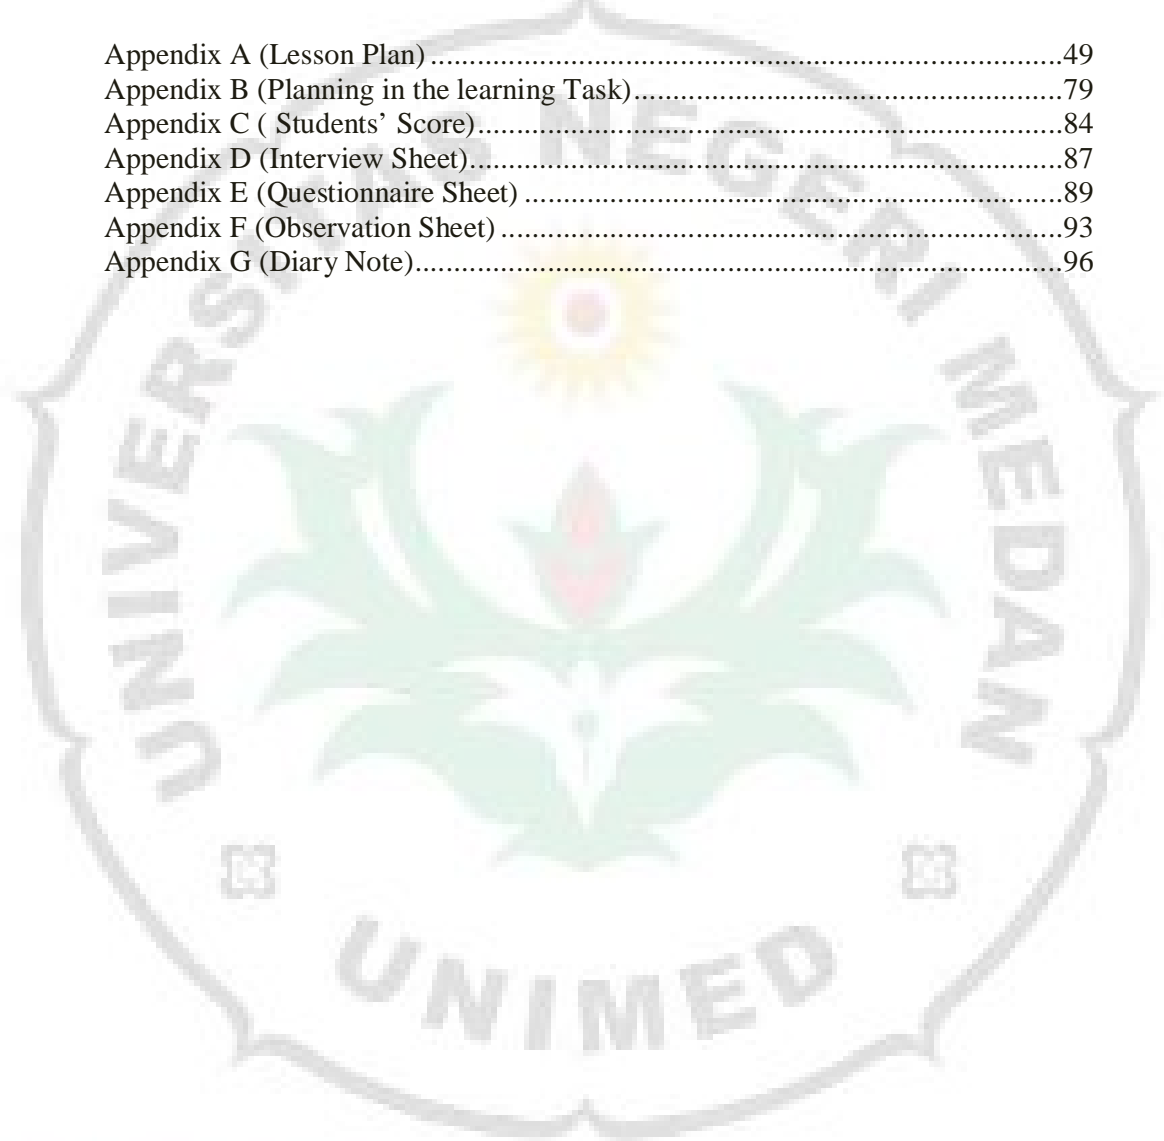 Appendix A (Lesson Plan)..................................................................................49
Appendix B (Planning in the learning Task).......................................................79
Appendix C ( Students’ Score)............................................................................84
Appendix D (Interview Sheet).............................................................................87
Appendix E (Questionnaire Sheet) ......................................................................89
Appendix F (Observation Sheet) .........................................................................93
Appendix G (Diary Note)....................................................................................96
UNIVERSITAS NEGERI MEDAN
UNIMED